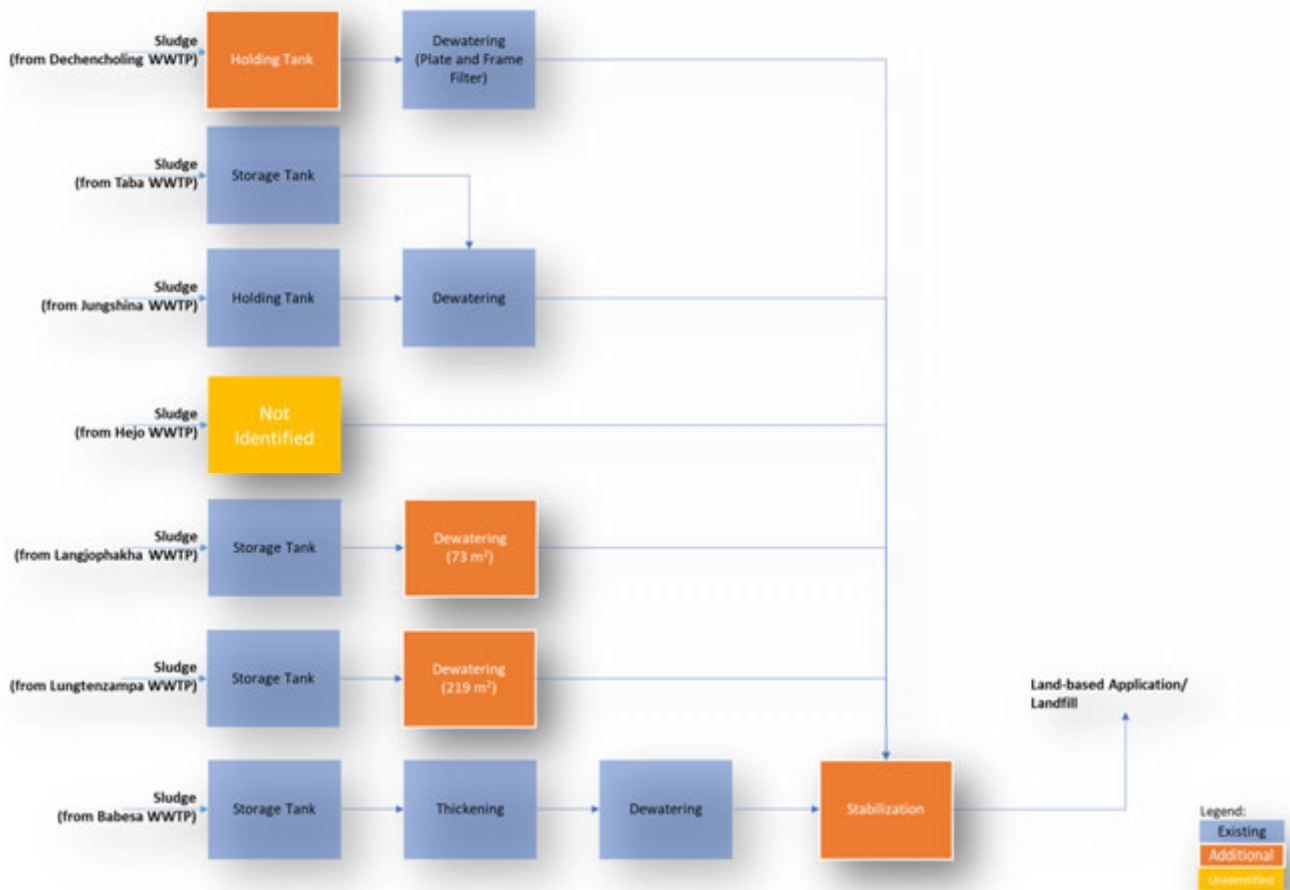 Sludge
(from Dechencholing WWTP)
Holding Tank
Dewatering
(Plate and Frame
Filter)
Sludge
(from Taba WWTP)
Storage Tank
Sludge
(from Jungshina WWTP)
Holding Tank
Dewatering
Sludge
(from Hejo WWTP)
Not
Identified
Sludge
(from Langjophakha WWTP)
Storage Tank
Dewatering
(73 m²)
Sludge
(from Lungtenzampa WWTP)
Storage Tank
Dewatering
(219 m²)
Land-based Application/
Landfill
Sludge
(from Babesa WWTP)
Storage Tank
Thickening
Dewatering
Stabilization
Legend:
Existing
Additional
Unidentified